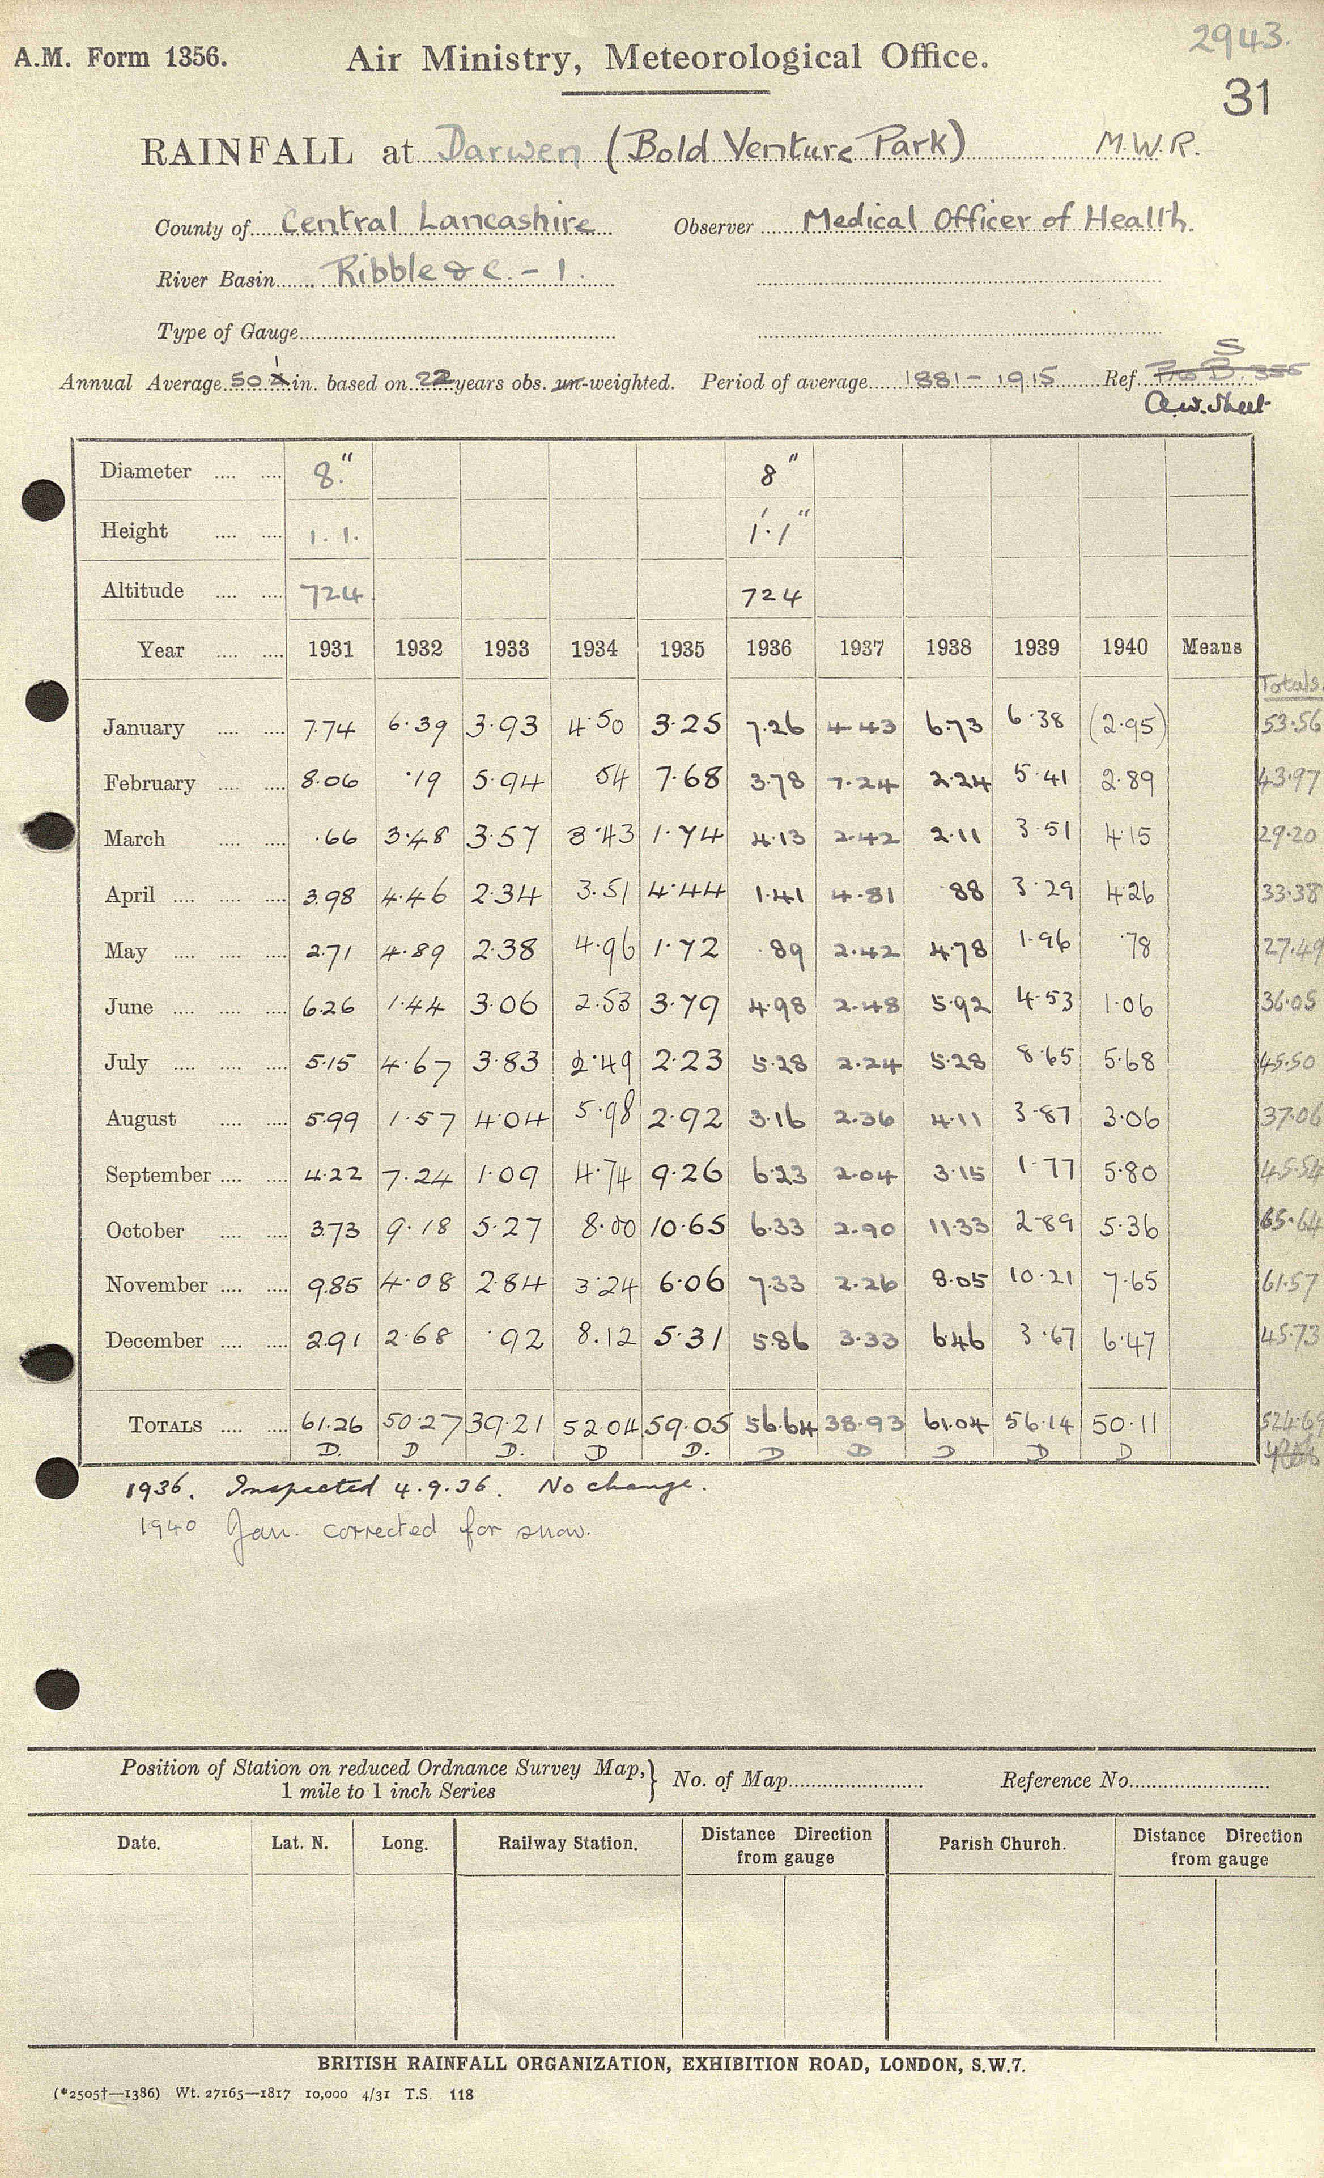 2943.
A.M. Form 1356. Air Ministry, Meteorological Office.
31
RAINFALL at Darwen (Bold Venture Park) M.W.R.
County of Central Lancashire Observer Medical Officer of Health.
River Basin Ribble &c. - 1.
Type of Gauge
Annual Average 50.1 in. based on 22 years obs. un-weighted. Period of average 1881-1915 Ref.
Diameter 8." 8"
Height 1. 1. 1'.1"
Altitude 724 724
Year 1931 1932 1933 1934 1935 1936 1937 1938 1939 1940 Means Totals.
January 7.74 6.39 3.93 4.50 3.25 7.26 4.43 6.73 6.38 (2.95) 53.56
February 8.06 .19 5.94 .54 7.68 3.78 7.24 2.24 5.41 2.89 43.97
March .66 3.48 3.57 3.43 1.74 4.13 2.42 2.11 3.51 4.15 29.20
April 3.98 4.46 2.34 3.51 4.44 1.41 4.81 .88 3.29 4.26 33.38
May 2.71 4.89 2.38 4.96 1.72 .89 2.42 4.78 1.96 .78 27.49
June 6.26 1.44 3.06 2.53 3.79 4.98 2.48 5.92 4.53 1.06 36.05
July 5.15 4.67 3.83 2.49 2.23 5.28 2.24 5.28 8.65 5.68 45.50
August 5.99 1.57 4.04 5.98 2.92 3.16 2.36 4.11 3.87 3.06 37.06
September 4.22 7.24 1.09 4.74 9.26 6.23 2.04 3.15 1.77 5.80 45.54
October 3.73 9.18 5.27 8.00 10.65 6.33 2.90 11.33 2.89 5.36 65.64
November 9.85 4.08 2.84 3.24 6.06 7.33 2.26 8.05 10.21 7.65 61.57
December 2.91 2.68 .92 8.12 5.31 5.86 3.33 6.46 3.67 6.47 45.73
TOTALS 61.26 50.27 39.21 52.04 59.05 56.64 38.93 61.04 56.14 50.11 524.69
D. D D. D D. D D D D D
1936. Inspected 4.9.36. No change.
1940 Jan. corrected for snow.
Position of Station on reduced Ordnance Survey Map,} No. of Map Reference No.
1 mile to 1 inch Series
Date. Lat. N. Long. Railway Station. Distance Direction Parish Church. Distance Direction
from gauge from gauge
BRITISH RAINFALL ORGANIZATION, EXHIBITION ROAD, LONDON, S.W.7.
(*2505†—1386) Wt. 27165—1817 10,000 4/31 T.S. 118